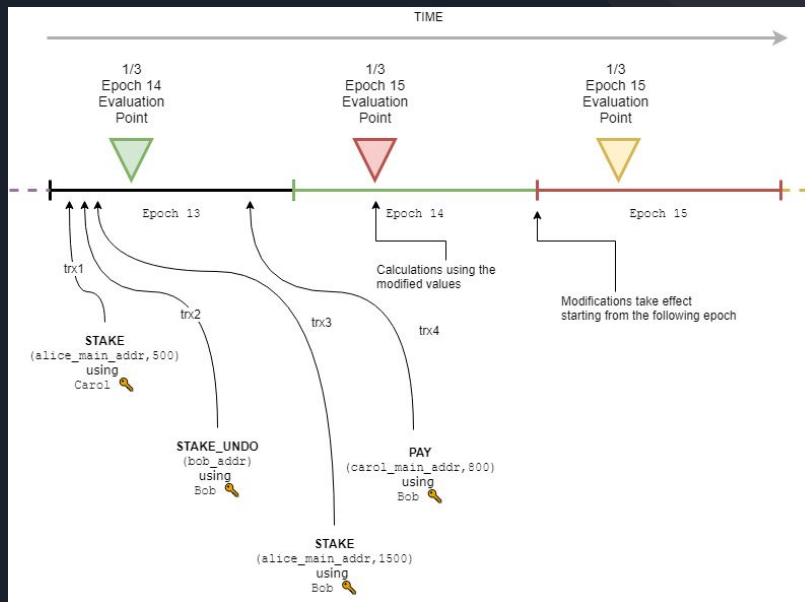 TIME
1/3
Epoch 14
Evaluation
Point
1/3
Epoch 15
Evaluation
Point
1/3
Epoch 15
Evaluation
Point
Epoch 13
Epoch 14
Epoch 15
Calculations using the
modified values
Modifications take effect
starting from the following epoch
trx1
trx2
trx3
trx4
STAKE
(alice_main_addr,500)
using
Carol
STAKE_UNDO
(bob_addr)
using
Bob
PAY
(carol_main_addr,800)
using
Bob
STAKE
(alice_main_addr,1500)
using
Bob